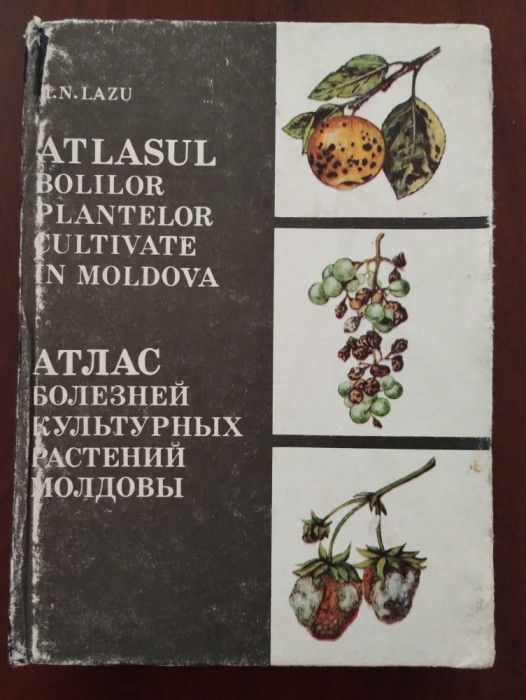 N. LAZU
ATLASUL
BOLILOR
PLANTELOR
CULTIVATE
IN MOLDOVA
АТЛАС
БОЛЕЗНЕЙ
КУЛЬТУРНЫХ
РАСТЕНИЙ
МОЛДОВЫ